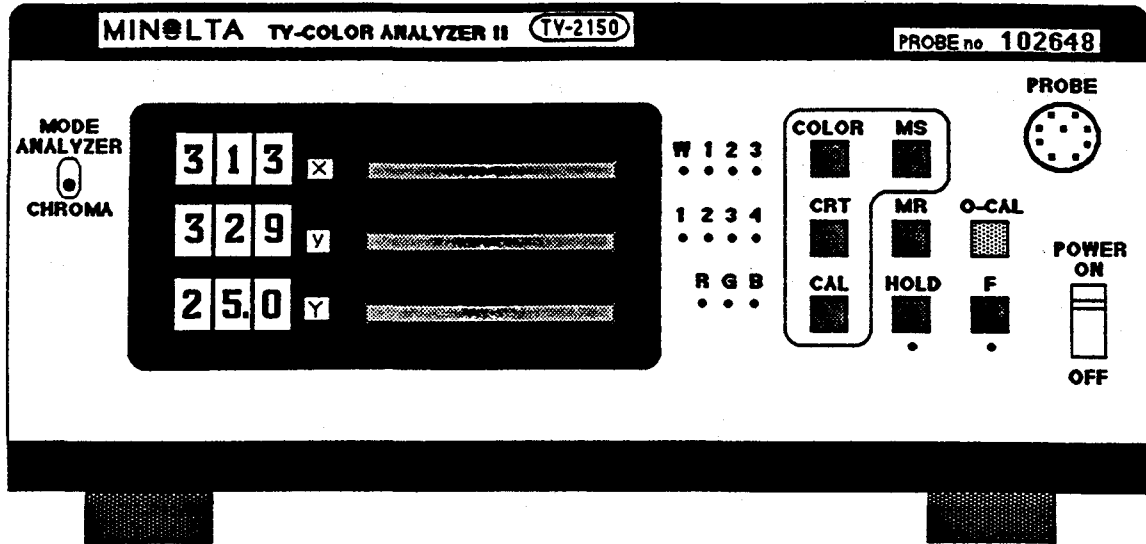 MINOLTA TV-COLOR ANALYZER II TV-2150
PROBE no 102648
PROBE
MODE
ANALYZER
CHROMA
313 x
329 y
25.0 Y
W 1 2 3
1 2 3 4
R G B
COLOR MS
CRT MR O-CAL
CAL HOLD F
POWER
ON
OFF